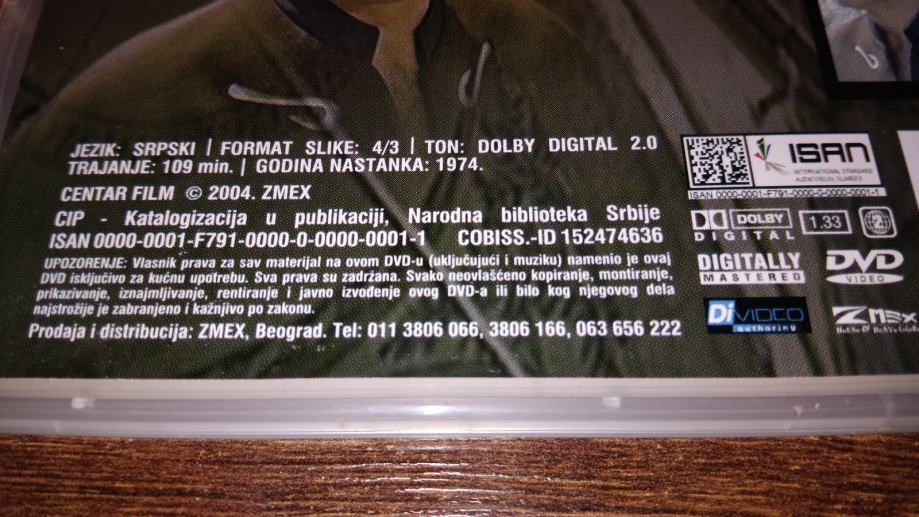 JEZIK: SRPSKI | FORMAT SLIKE: 4/3 | TON: DOLBY DIGITAL 2.0
TRAJANJE: 109 min. | GODINA NASTANKA: 1974.
CENTAR FILM © 2004. ZMEX
CIP - Katalogizacija u publikaciji, Narodna biblioteka Srbije
ISAN 0000-0001-F791-0000-0-0000-0001-1 COBISS.-ID 152474636
UPOZORENJE: Vlasnik prava za sav materijal na ovom DVD-u (uključujući i muziku) namenio je ovaj
DVD isključivo za kućnu upotrebu. Sva prava su zadržana. Svako neovlašćeno kopiranje, montiranje,
prikazivanje, iznajmljivanje, rentiranje i javno izvođenje ovog DVD-a ili bilo kog njegovog dela
najstrožije je zabranjeno i kažnjivo po zakonu.
Prodaja i distribucija: ZMEX, Beograd. Tel: 011 3806 066, 3806 166, 063 656 222
ISAN
INTERNATIONAL STANDARD
AUDIOVISUAL NUMBER
ISAN 0000-0001-F791-0000-0-0000-0001-1
DOLBY
DIGITAL
1.33
2
DIGITALLY
MASTERED
DVD
VIDEO
Di VIDEO
authoring
ZMEX